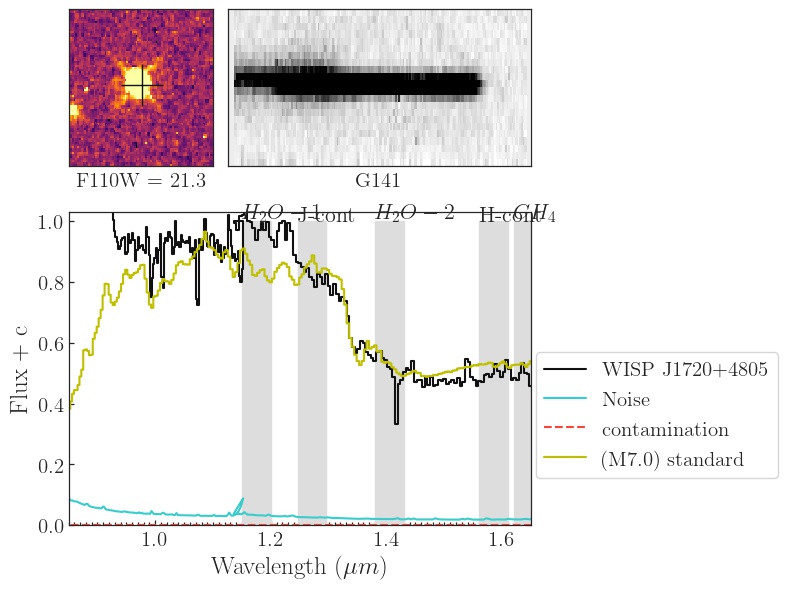 F110W = 21.3
G141
H₂O − 1
J-cont
H₂O − 2
H-cont
CH₄
1.0
0.8
0.6
0.4
0.2
0.0
Flux + c
1.0
1.2
1.4
1.6
Wavelength (μm)
WISP J1720+4805
Noise
contamination
(M7.0) standard